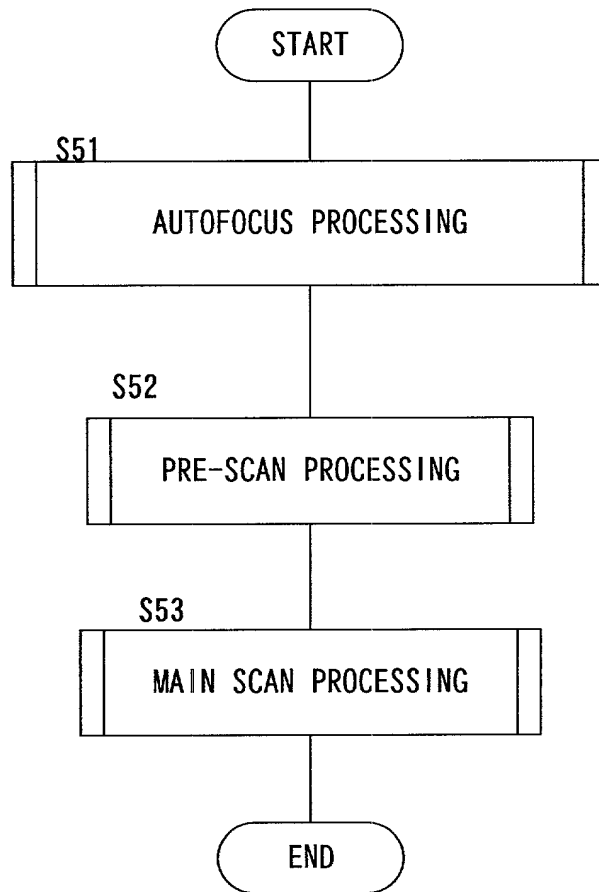 START
S51
AUTOFOCUS PROCESSING
S52
PRE-SCAN PROCESSING
S53
MAIN SCAN PROCESSING
END